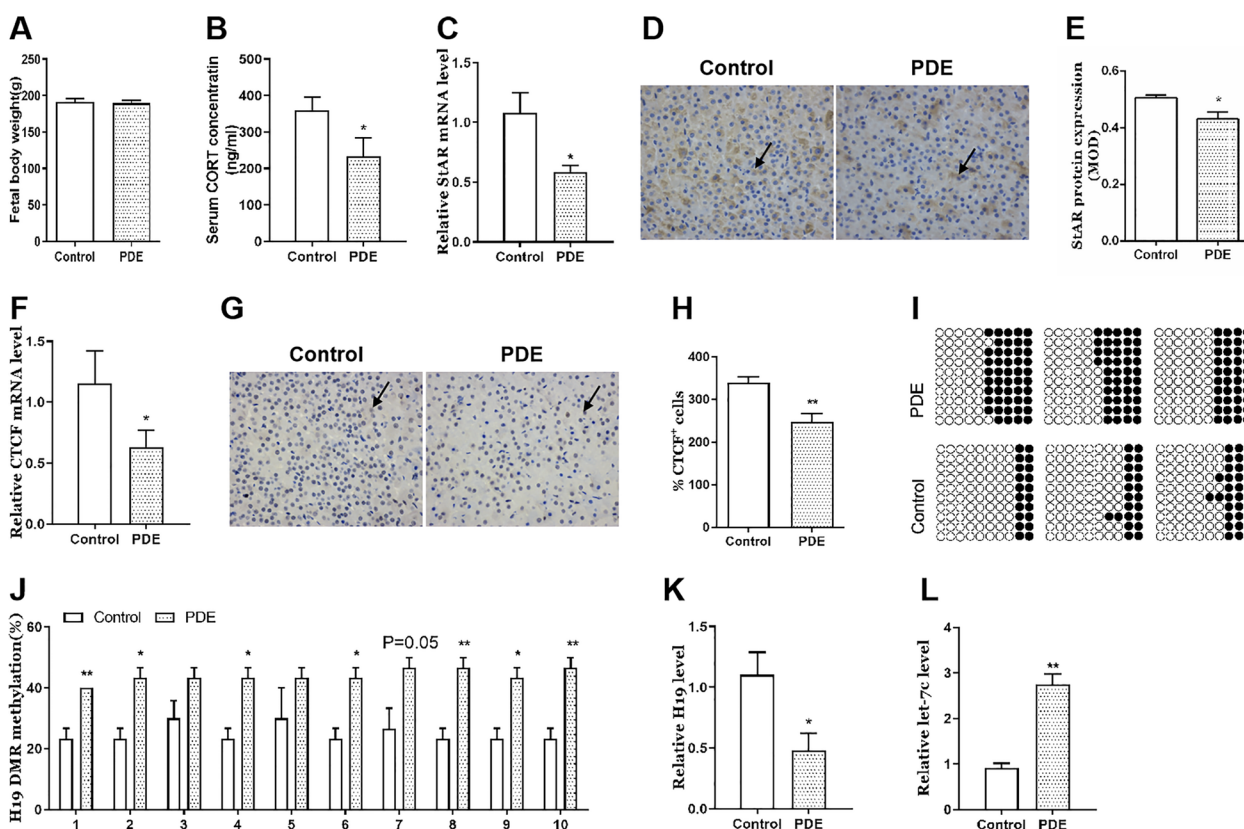 A
Fetal body weight(g)
250
200
150
100
50
0
Control PDE
B
Serum CORT concentratin
(ng/ml)
500
400
300
200
100
0
*
Control PDE
C
Relative StAR mRNA level
1.5
1.0
0.5
0.0
*
Control PDE
D
Control PDE
E
StAR protein expression
(MOD)
0.6
0.4
0.2
0.0
*
Control PDE
F
Relative CTCF mRNA level
1.5
1.0
0.5
0.0
*
Control PDE
G
Control PDE
H
% CTCF+ cells
400
300
200
100
0
**
Control PDE
I
PDE
Control
J
Control PDE
H19 DMR methylation(%)
60
40
20
0
** * * * P=0.05 ** * **
1 2 3 4 5 6 7 8 9 10
K
Relative H19 level
1.5
1.0
0.5
0.0
*
Control PDE
L
Relative let-7c level
4
3
2
1
0
**
Control PDE